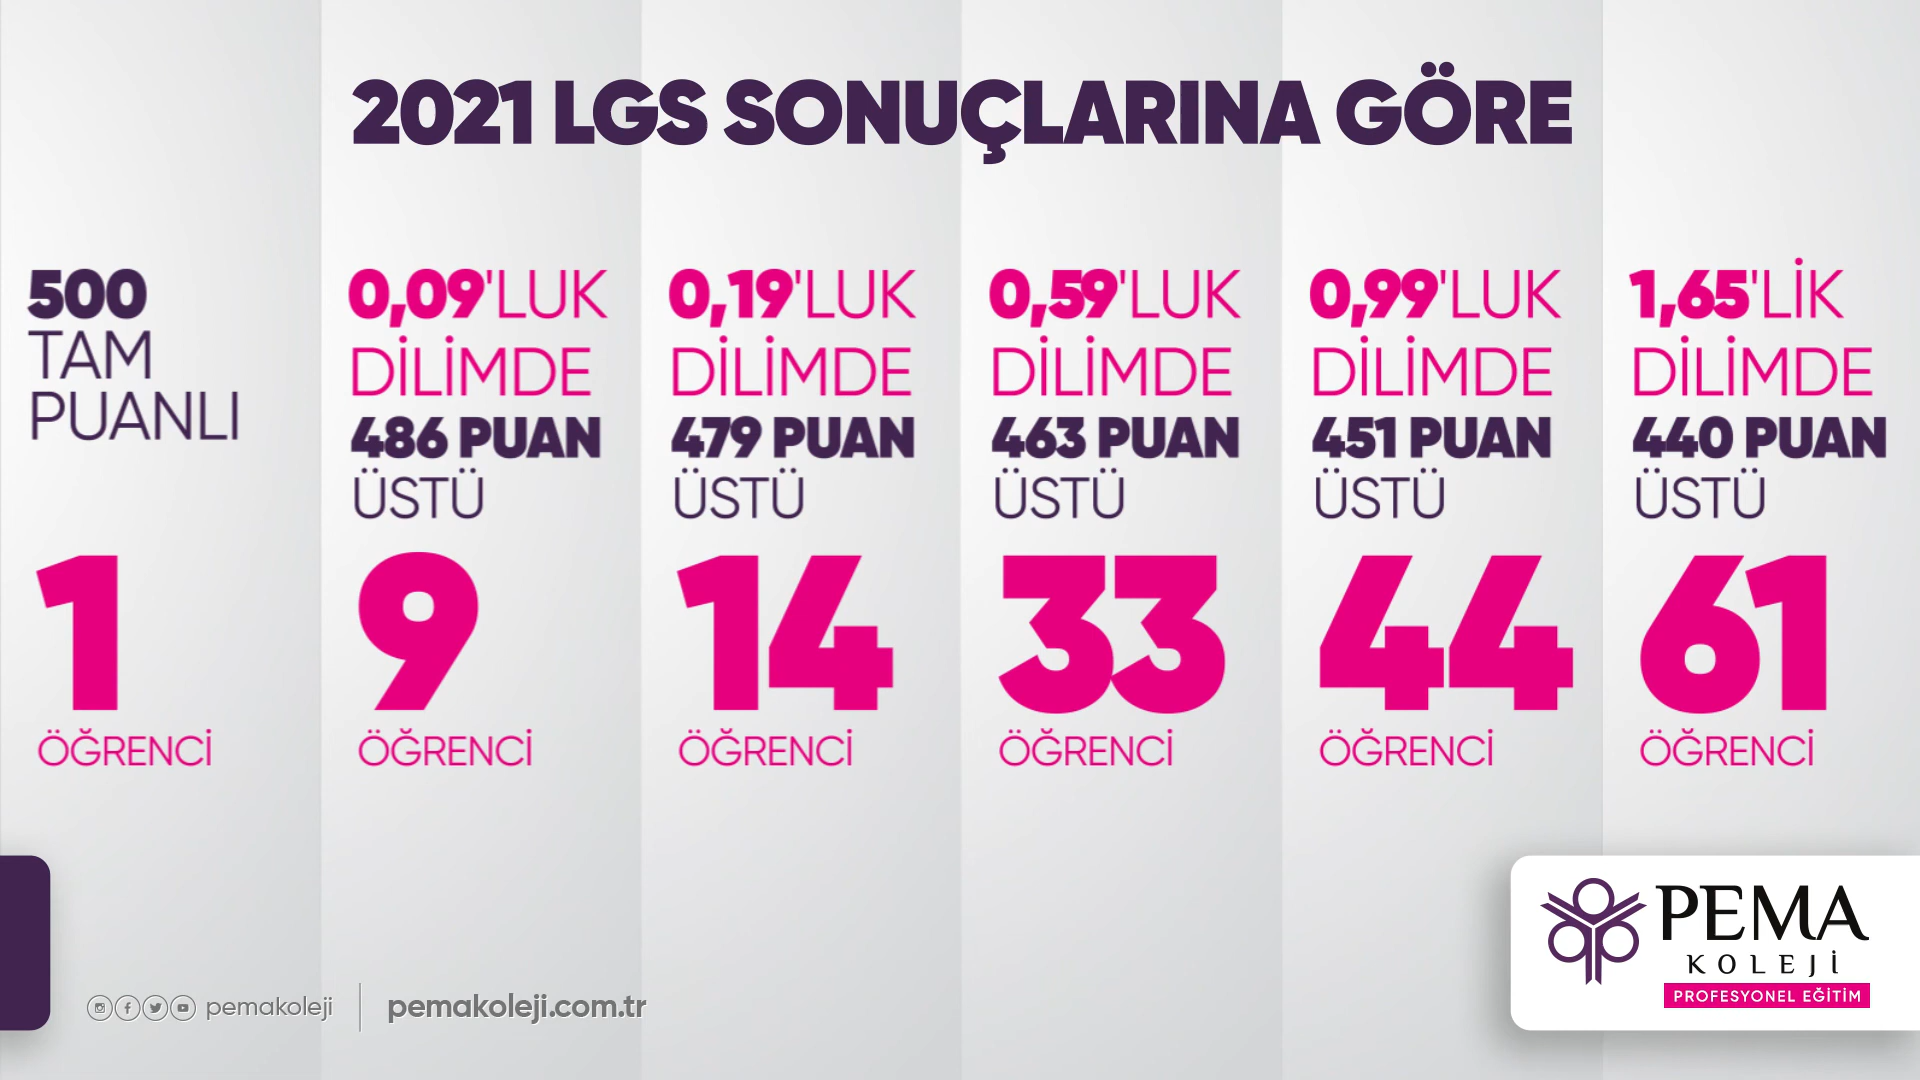 2021 LGS SONUÇLARINA GÖRE
500
TAM
PUANLI
1
ÖĞRENCİ
0,09'LUK
DİLİMDE
486 PUAN
ÜSTÜ
9
ÖĞRENCİ
0,19'LUK
DİLİMDE
479 PUAN
ÜSTÜ
14
ÖĞRENCİ
0,59'LUK
DİLİMDE
463 PUAN
ÜSTÜ
33
ÖĞRENCİ
0,99'LUK
DİLİMDE
451 PUAN
ÜSTÜ
44
ÖĞRENCİ
1,65'LİK
DİLİMDE
440 PUAN
ÜSTÜ
61
ÖĞRENCİ
pemakoleji
pemakoleji.com.tr
PEMA
KOLEJİ
PROFESYONEL EĞİTİM